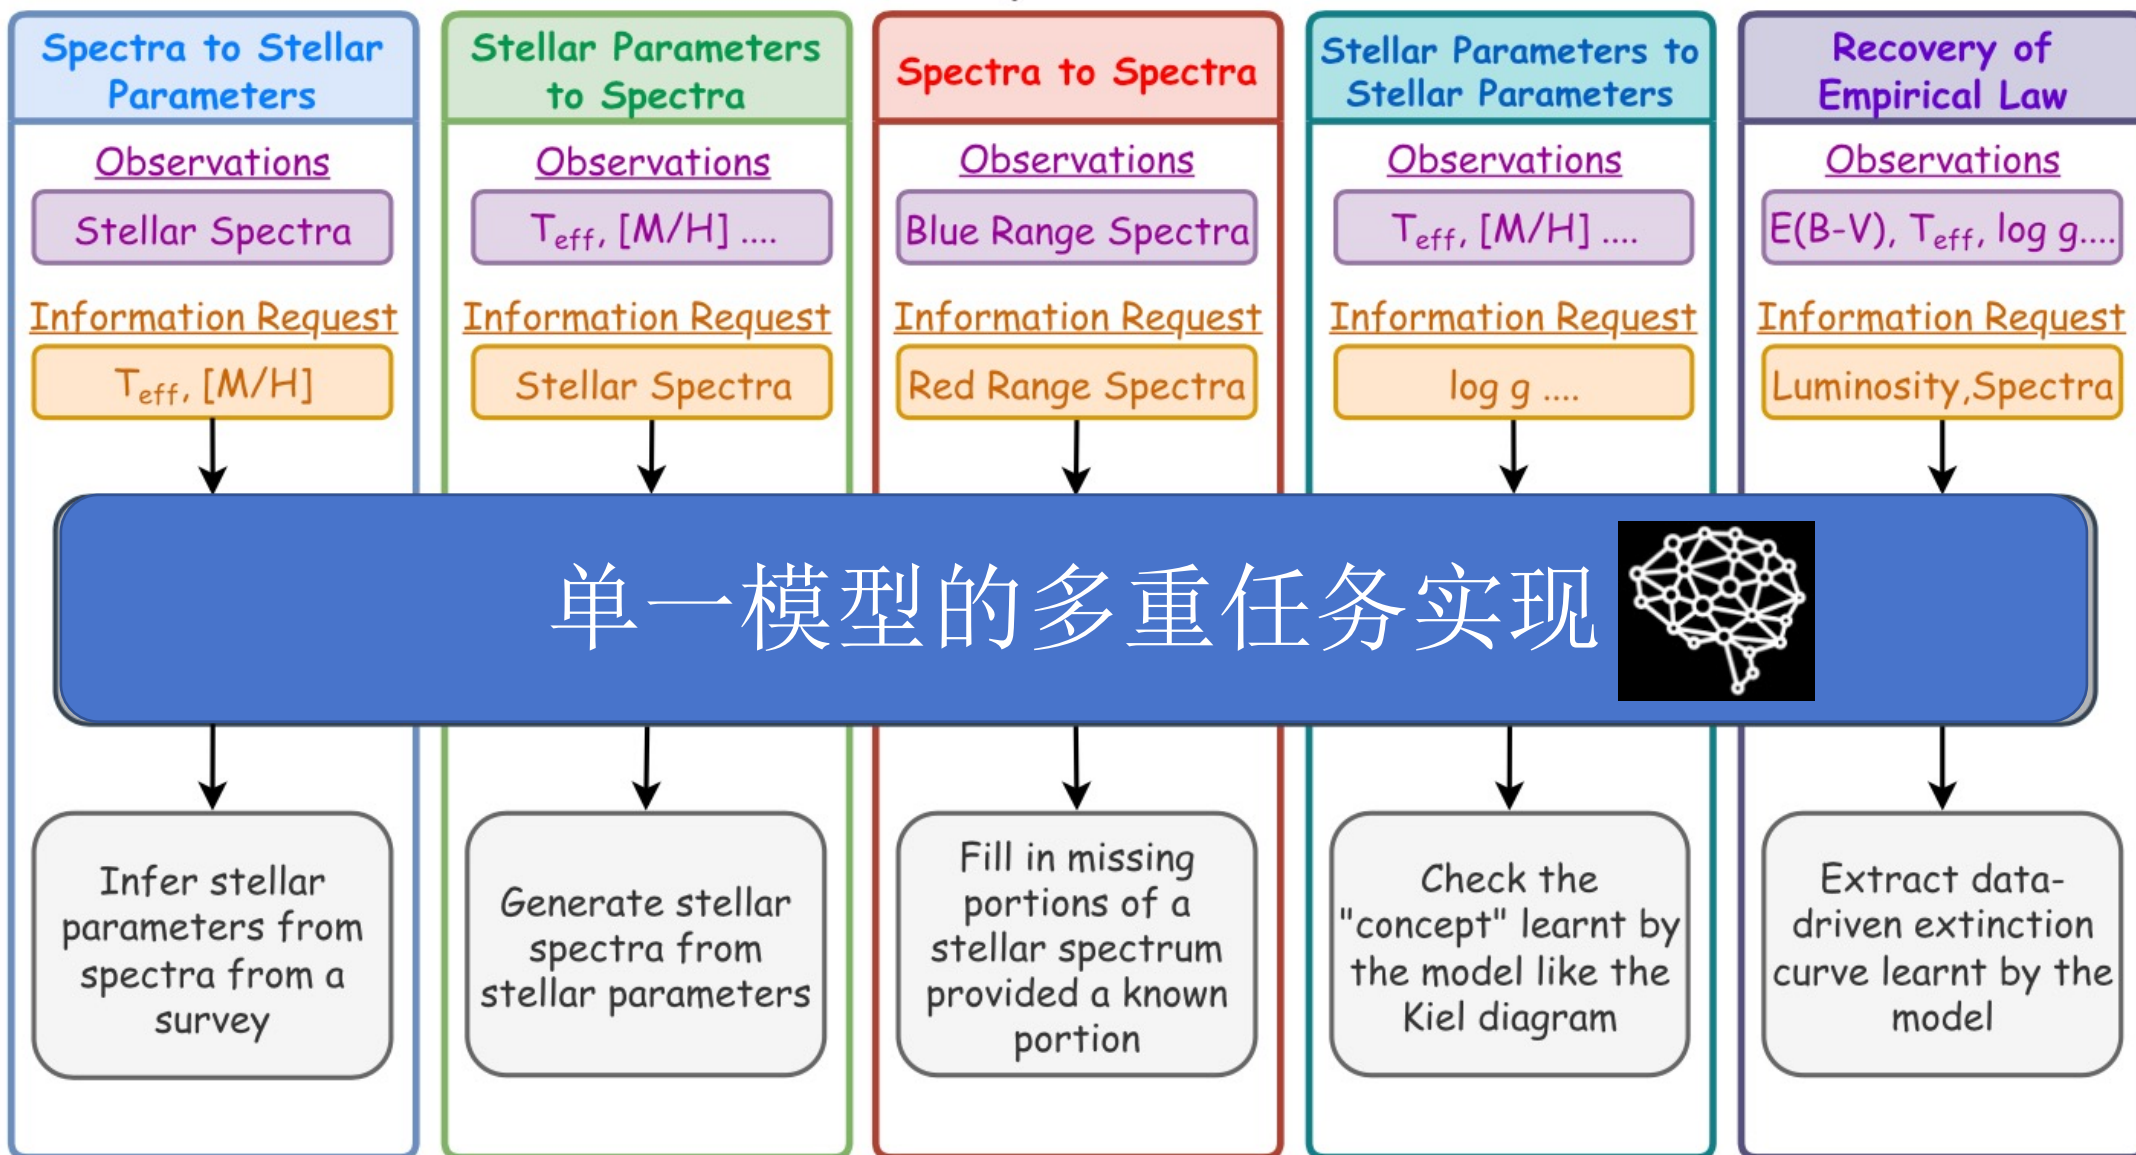 Spectra to Stellar
Parameters
Observations
Stellar Spectra
Information Request
Teff, [M/H]
Stellar Parameters
to Spectra
Observations
Teff, [M/H] ....
Information Request
Stellar Spectra
Spectra to Spectra
Observations
Blue Range Spectra
Information Request
Red Range Spectra
Stellar Parameters to
Stellar Parameters
Observations
Teff, [M/H] ....
Information Request
log g ....
Recovery of
Empirical Law
Observations
E(B-V), Teff, log g....
Information Request
Luminosity,Spectra
单一模型的多重任务实现
Infer stellar
parameters from
spectra from a
survey
Generate stellar
spectra from
stellar parameters
Fill in missing
portions of a
stellar spectrum
provided a known
portion
Check the
"concept" learnt by
the model like the
Kiel diagram
Extract data-
driven extinction
curve learnt by the
model